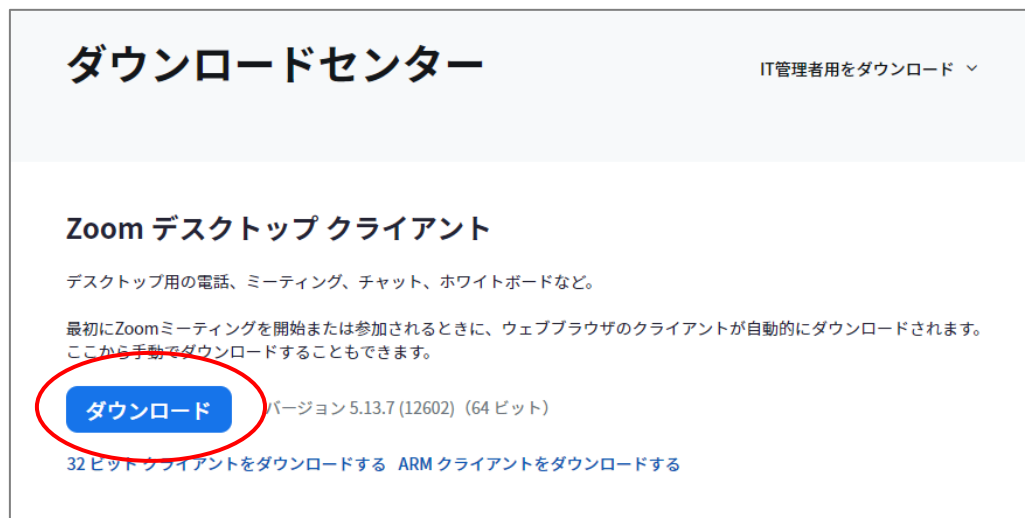 ダウンロードセンター
IT管理者用をダウンロード
Zoom デスクトップ クライアント
デスクトップ用の電話、ミーティング、チャット、ホワイトボードなど。
最初にZoomミーティングを開始または参加されるときに、ウェブブラウザのクライアントが自動的にダウンロードされます。
ここから手動でダウンロードすることもできます。
ダウンロード
バージョン 5.13.7 (12602)（64 ビット）
32 ビット クライアントをダウンロードする ARM クライアントをダウンロードする